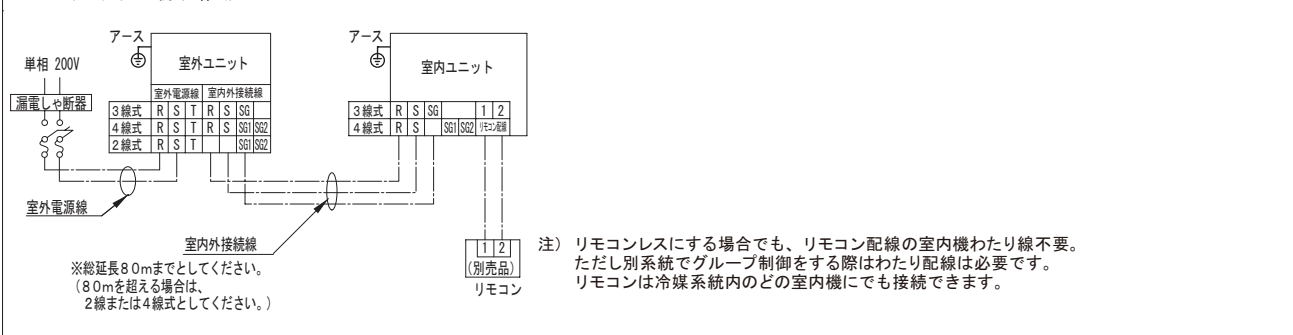 アース
単相 200V
漏電しゃ断器
室外ユニット
室外電源線 室内外接続線
3線式 R S T R S SG
4線式 R S T R S SG1 SG2
2線式 R S T SG1 SG2
室外電源線
室内外接続線
※総延長80mまでとしてください。
(80mを超える場合は、
2線または4線式としてください。)
アース
室内ユニット
3線式 R S SG 1 2
4線式 R S SG1 SG2 リモコン配線
1 2
(別売品)
リモコン
注) リモコンレスにする場合でも、リモコン配線の室内機わたり線不要。
ただし別系統でグループ制御をする際はわたり配線は必要です。
リモコンは冷媒系統内のどの室内機にでも接続できます。